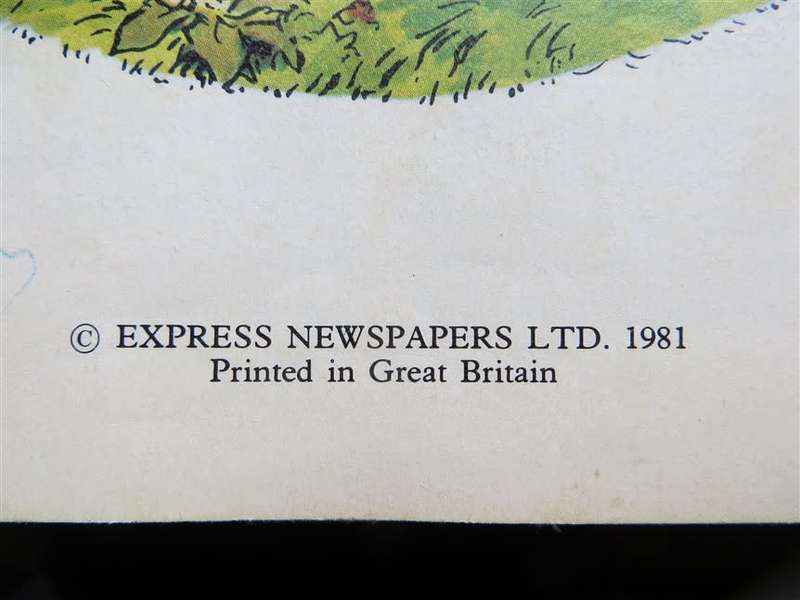 © EXPRESS NEWSPAPERS LTD. 1981
Printed in Great Britain